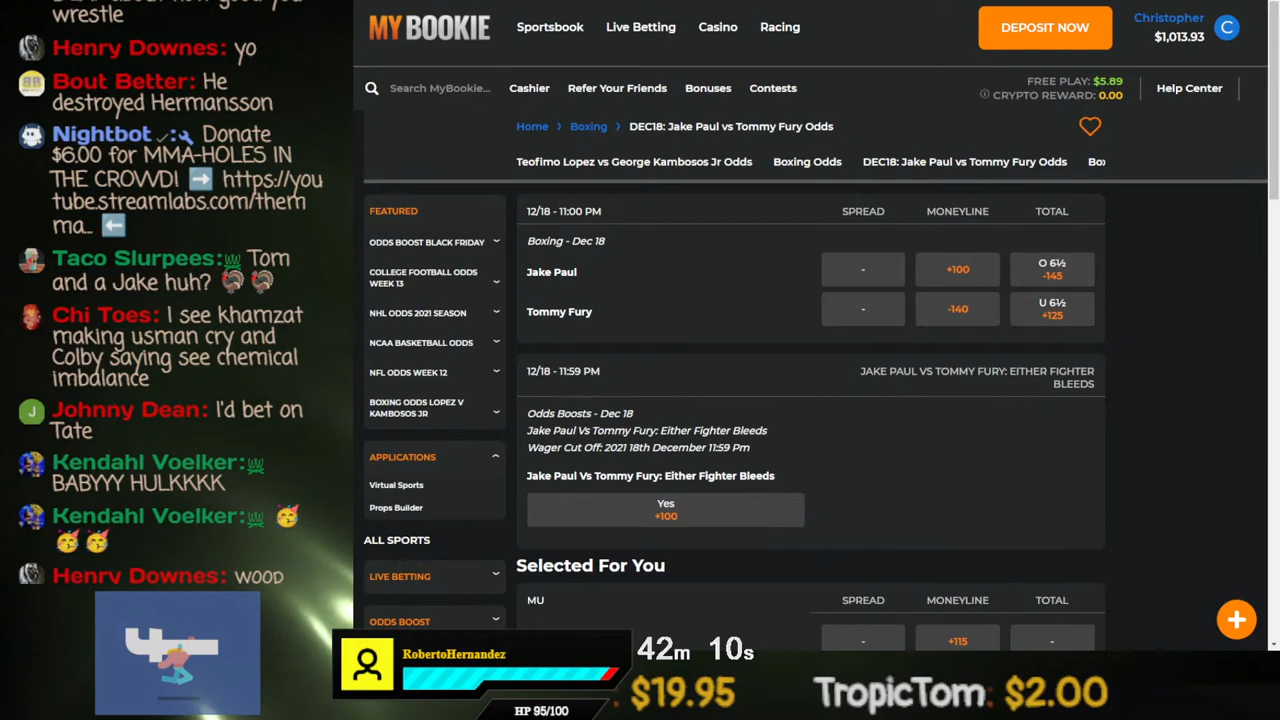 wrestle
Henry Downes: yo
Bout Better: He
destroyed Hermansson
Nightbot ✓:🔧 Donate
$6.00 for MMA-HOLES IN
THE CROWD! ➡️ https://you
tube.streamlabs.com/them
ma... ⬅️
Taco Slurpees: Tom
and a Jake huh? 🦃 🦃
Chi Toes: I see khamzat
making usman cry and
Colby saying see chemical
imbalance
Johnny Dean: I'd bet on
Tate
Kendahl Voelker:
BABYYY HULKKKK
Kendahl Voelker: 🥳
🥳 🥳
Henry Downes: wood
MYBOOKIE
Sportsbook Live Betting Casino Racing
DEPOSIT NOW
Christopher
$1,013.93
C
Search MyBookie...
Cashier Refer Your Friends Bonuses Contests
FREE PLAY: $5.89
CRYPTO REWARD: 0.00
Help Center
Home > Boxing > DEC18: Jake Paul vs Tommy Fury Odds
Teofimo Lopez vs George Kambosos Jr Odds Boxing Odds DEC18: Jake Paul vs Tommy Fury Odds Box
FEATURED
ODDS BOOST BLACK FRIDAY
COLLEGE FOOTBALL ODDS
WEEK 13
NHL ODDS 2021 SEASON
NCAA BASKETBALL ODDS
NFL ODDS WEEK 12
BOXING ODDS LOPEZ V
KAMBOSOS JR
APPLICATIONS
Virtual Sports
Props Builder
ALL SPORTS
LIVE BETTING
ODDS BOOST
12/18 - 11:00 PM SPREAD MONEYLINE TOTAL
Boxing - Dec 18
Jake Paul - +100 O 6½
-145
Tommy Fury - -140 U 6½
+125
12/18 - 11:59 PM JAKE PAUL VS TOMMY FURY: EITHER FIGHTER
BLEEDS
Odds Boosts - Dec 18
Jake Paul Vs Tommy Fury: Either Fighter Bleeds
Wager Cut Off: 2021 18th December 11:59 Pm
Jake Paul Vs Tommy Fury: Either Fighter Bleeds
Yes
+100
Selected For You
MU SPREAD MONEYLINE TOTAL
- +115 -
RobertoHernandez
HP 95/100
42m 10s
: $19.95 TropicTom: $2.00